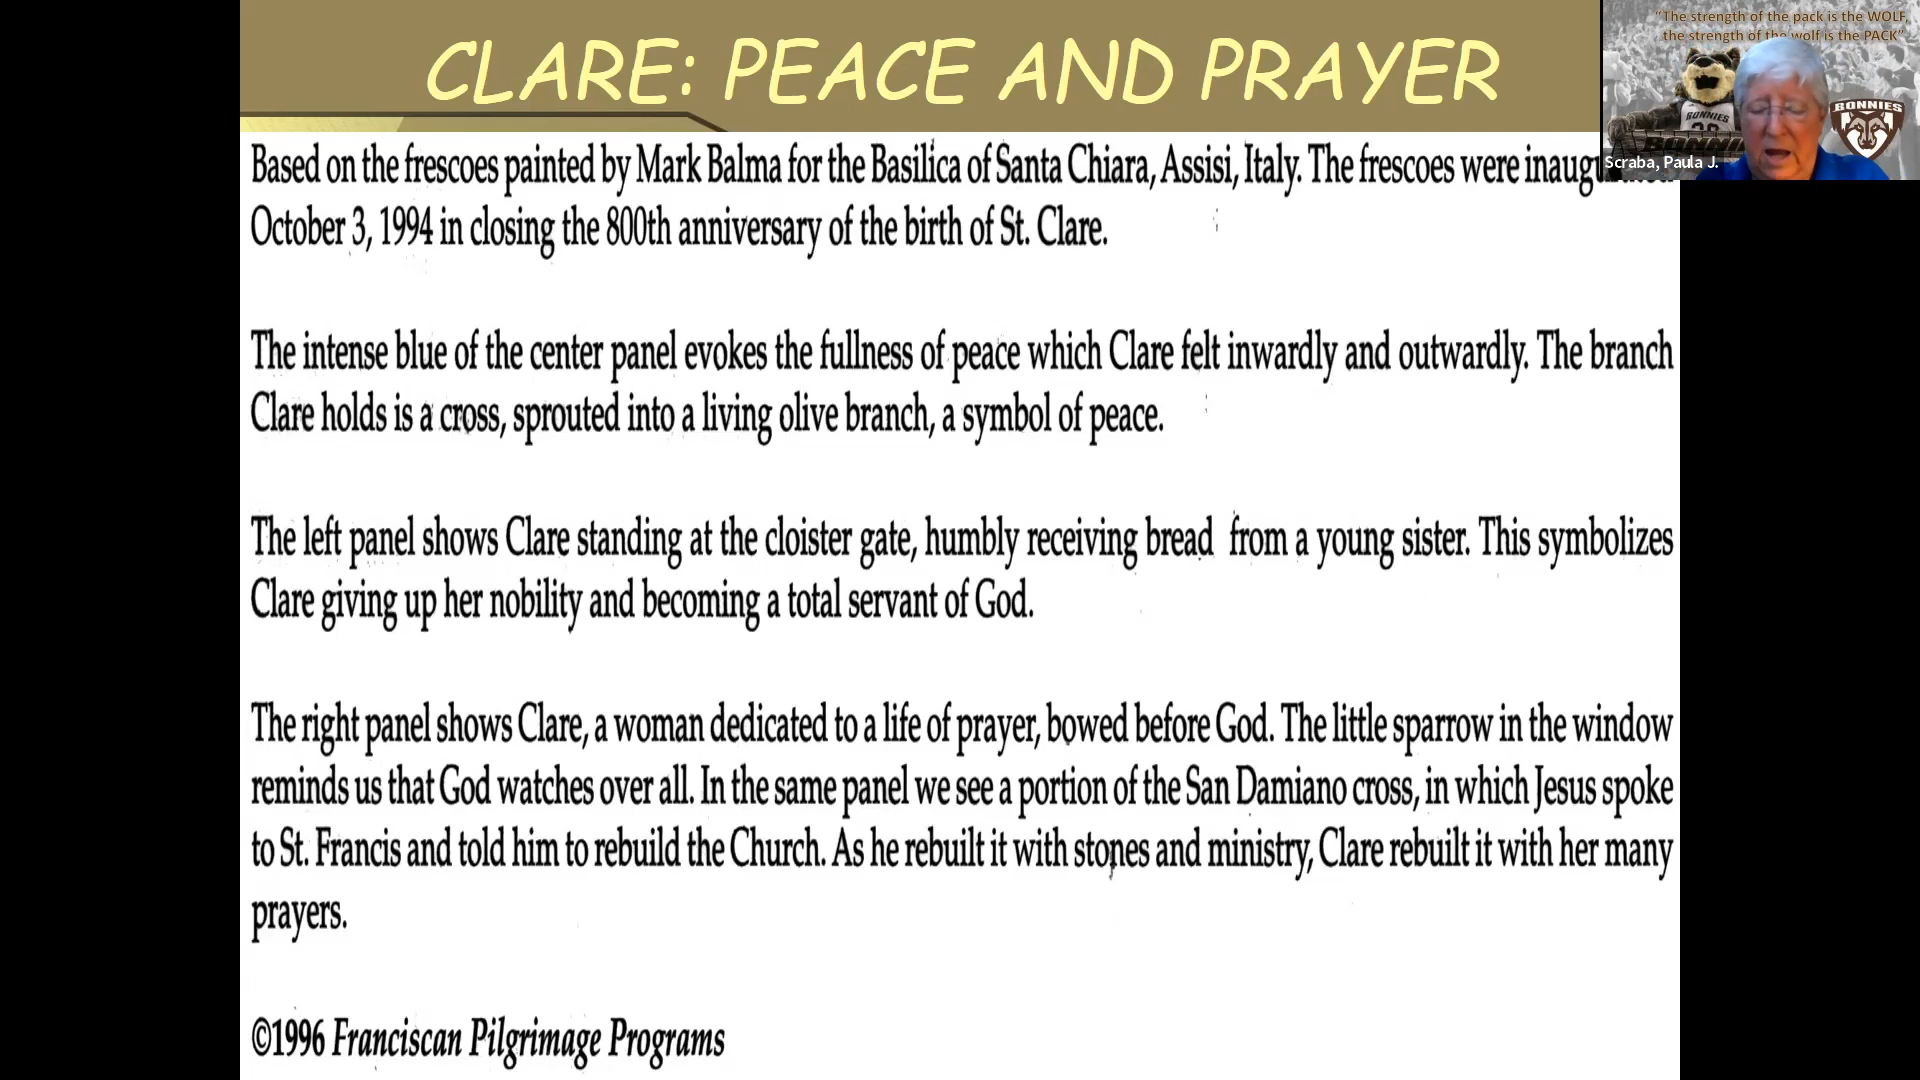 CLARE: PEACE AND PRAYER
"The strength of the pack is the WOLF,
the strength of the wolf is the PACK"
BONNIES
BONNIES
Scraba, Paula J.
Based on the frescoes painted by Mark Balma for the Basilica of Santa Chiara, Assisi, Italy. The frescoes were
October 3, 1994 in closing the 800th anniversary of the birth of St. Clare.
The intense blue of the center panel evokes the fullness of peace which Clare felt inwardly and outwardly. The branch
Clare holds is a cross, sprouted into a living olive branch, a symbol of peace.
The left panel shows Clare standing at the cloister gate, humbly receiving bread from a young sister. This symbolizes
Clare giving up her nobility and becoming a total servant of God.
The right panel shows Clare, a woman dedicated to a life of prayer, bowed before God. The little sparrow in the window
reminds us that God watches over all. In the same panel we see a portion of the San Damiano cross, in which Jesus spoke
to St. Francis and told him to rebuild the Church. As he rebuilt it with stones and ministry, Clare rebuilt it with her many
prayers.
©1996 Franciscan Pilgrimage Programs